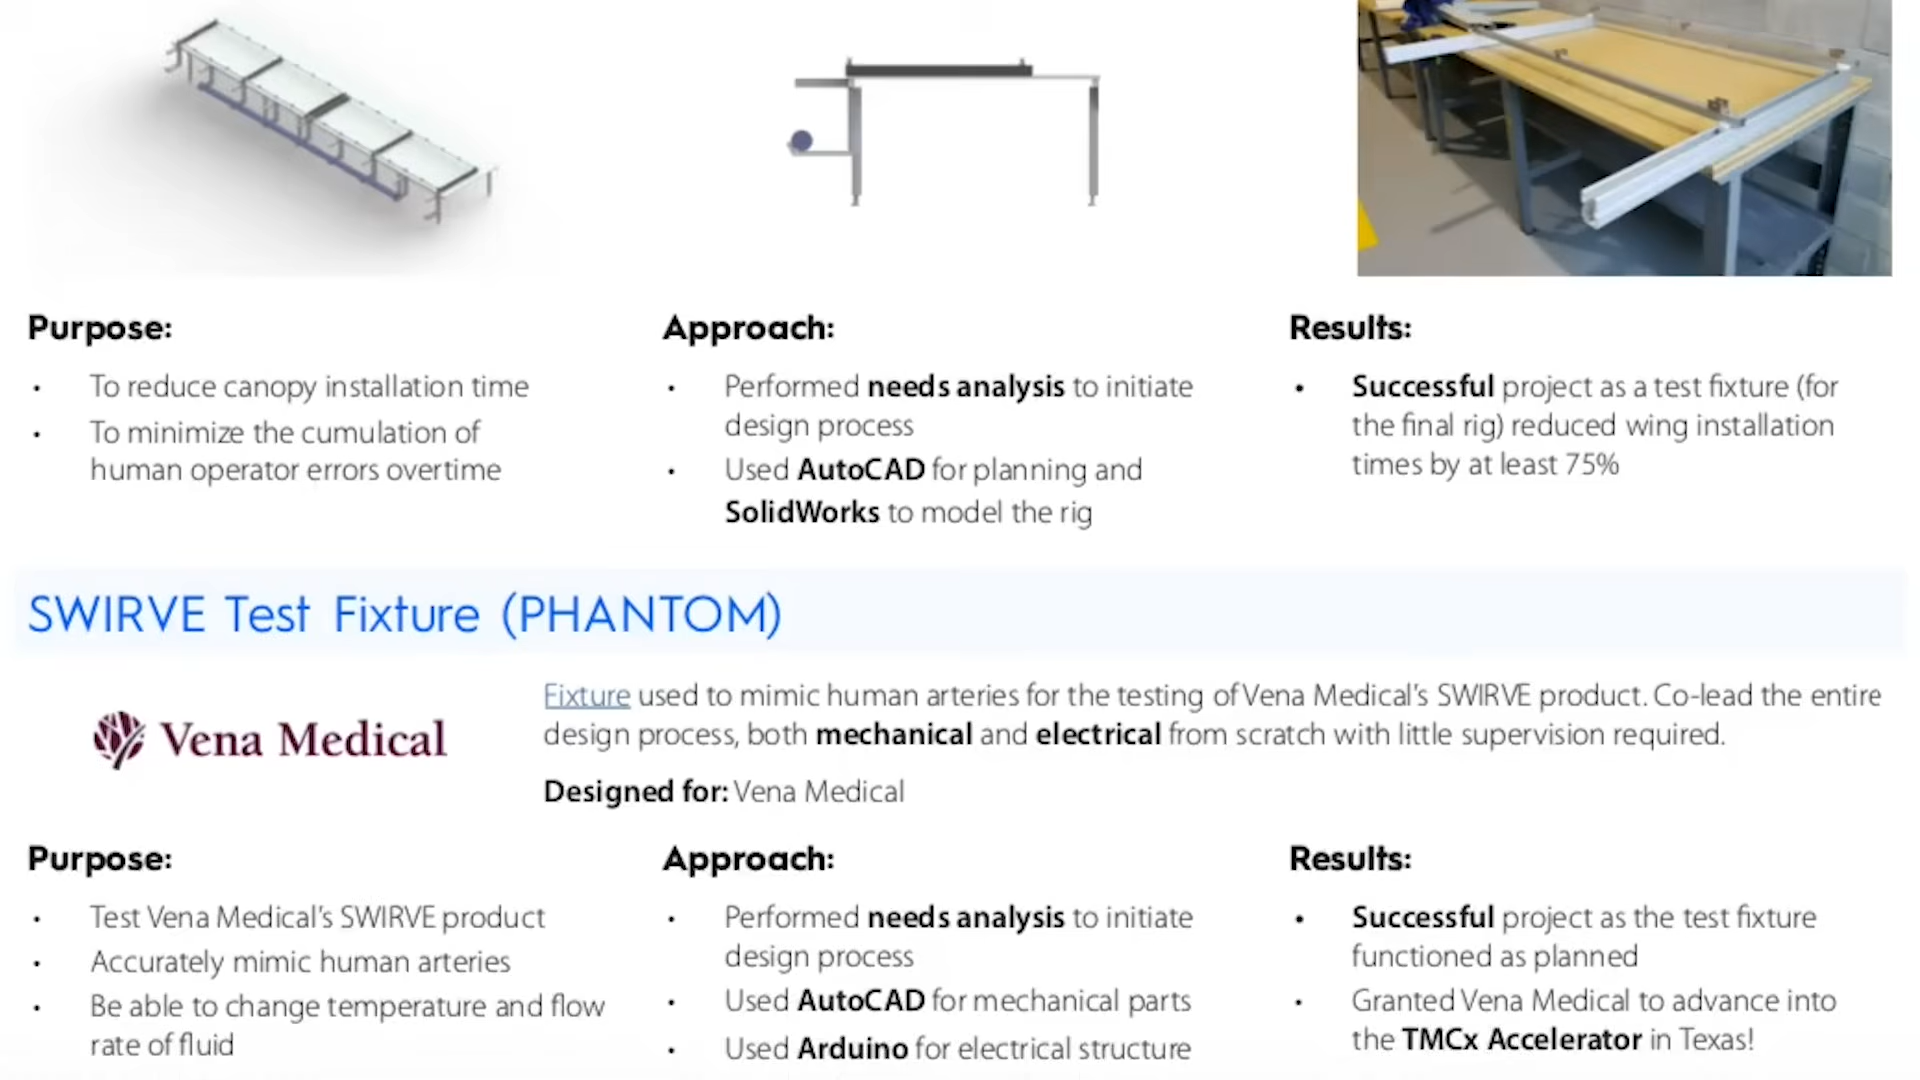 Purpose:
• To reduce canopy installation time
• To minimize the cumulation of
human operator errors overtime
Approach:
• Performed needs analysis to initiate
design process
• Used AutoCAD for planning and
SolidWorks to model the rig
Results:
• Successful project as a test fixture (for
the final rig) reduced wing installation
times by at least 75%
SWIRVE Test Fixture (PHANTOM)
Vena Medical
Fixture used to mimic human arteries for the testing of Vena Medical's SWIRVE product. Co-lead the entire
design process, both mechanical and electrical from scratch with little supervision required.
Designed for: Vena Medical
Purpose:
• Test Vena Medical's SWIRVE product
• Accurately mimic human arteries
• Be able to change temperature and flow
rate of fluid
Approach:
• Performed needs analysis to initiate
design process
• Used AutoCAD for mechanical parts
• Used Arduino for electrical structure
Results:
• Successful project as the test fixture
functioned as planned
• Granted Vena Medical to advance into
the TMCx Accelerator in Texas!